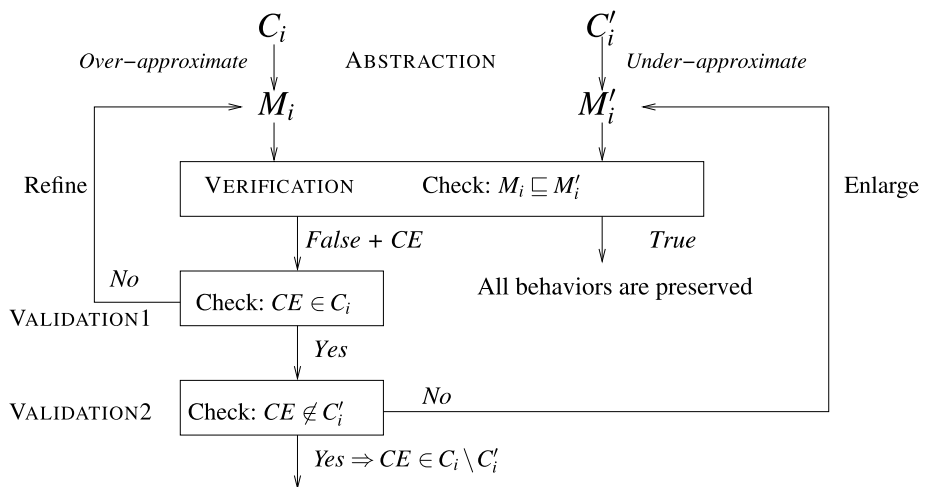 C_i C'_i
Over−approximate ABSTRACTION Under−approximate
M_i M'_i
Refine VERIFICATION Check: M_i ⊑ M'_i Enlarge
False + CE True
No All behaviors are preserved
Check: CE ∈ C_i
VALIDATION1
Yes
No
VALIDATION2 Check: CE ∉ C'_i
Yes ⇒ CE ∈ C_i \ C'_i